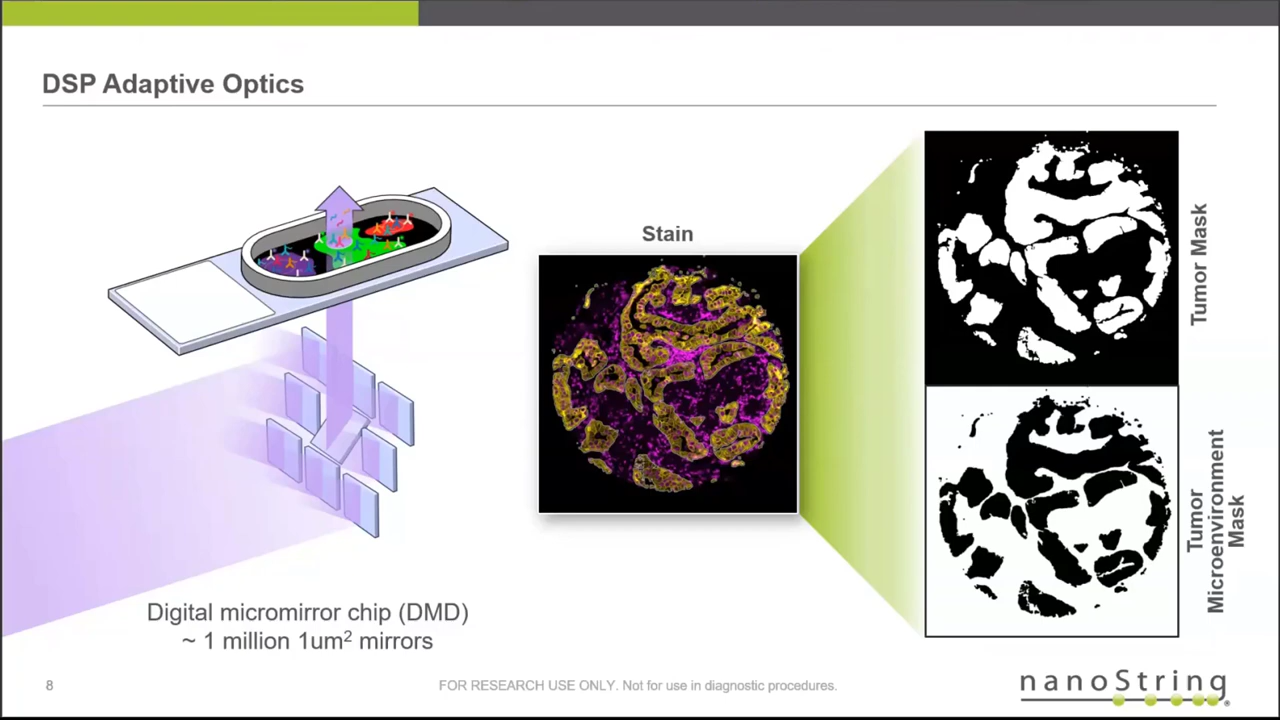 DSP Adaptive Optics
Stain
Tumor Mask
Tumor
Microenvironment
Mask
Digital micromirror chip (DMD)
~ 1 million 1um² mirrors
8
FOR RESEARCH USE ONLY. Not for use in diagnostic procedures.
nanoString®